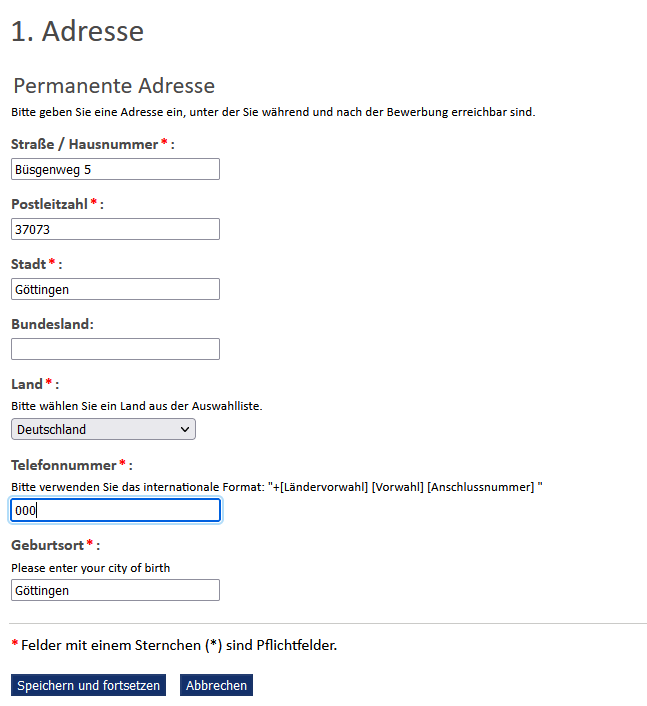 1. Adresse
Permanente Adresse
Bitte geben Sie eine Adresse ein, unter der Sie während und nach der Bewerbung erreichbar sind.
Straße / Hausnummer * :
Büsgenweg 5
Postleitzahl * :
37073
Stadt * :
Göttingen
Bundesland:
Land * :
Bitte wählen Sie ein Land aus der Auswahlliste.
Deutschland
Telefonnummer * :
Bitte verwenden Sie das internationale Format: "+[Ländervorwahl] [Vorwahl] [Anschlussnummer] "
000
Geburtsort * :
Please enter your city of birth
Göttingen
* Felder mit einem Sternchen (*) sind Pflichtfelder.
Speichern und fortsetzen Abbrechen